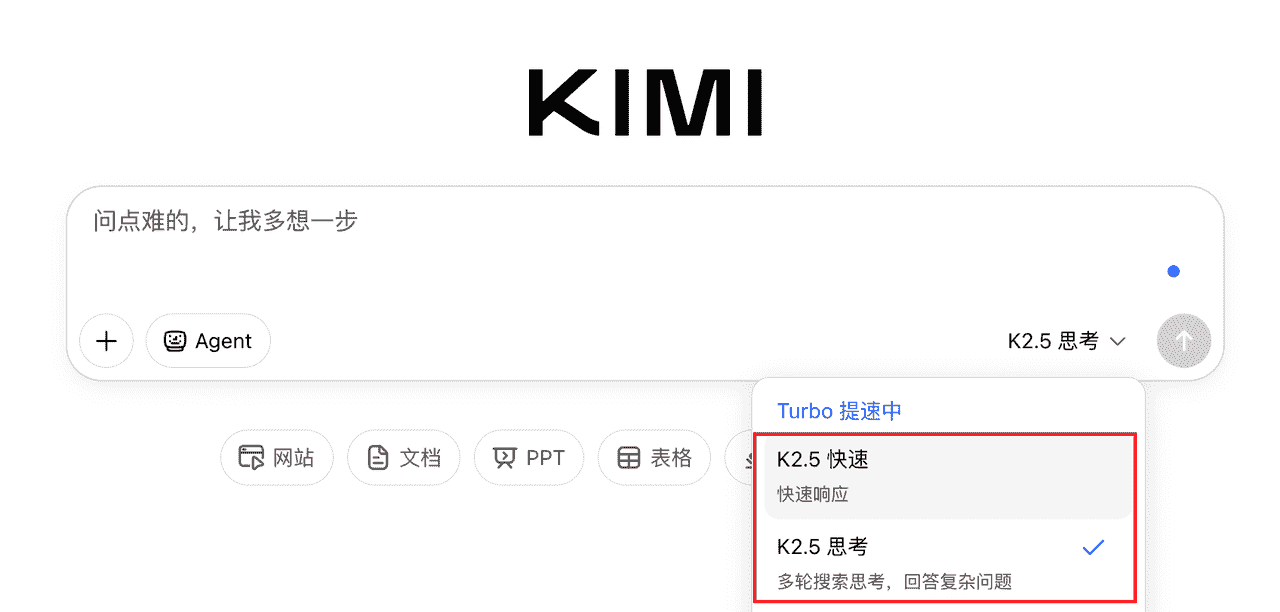 KIMI
问点难的，让我多想一步
Agent
K2.5 思考
网站
文档
PPT
表格
Turbo 提速中
K2.5 快速
快速响应
K2.5 思考
多轮搜索思考，回答复杂问题